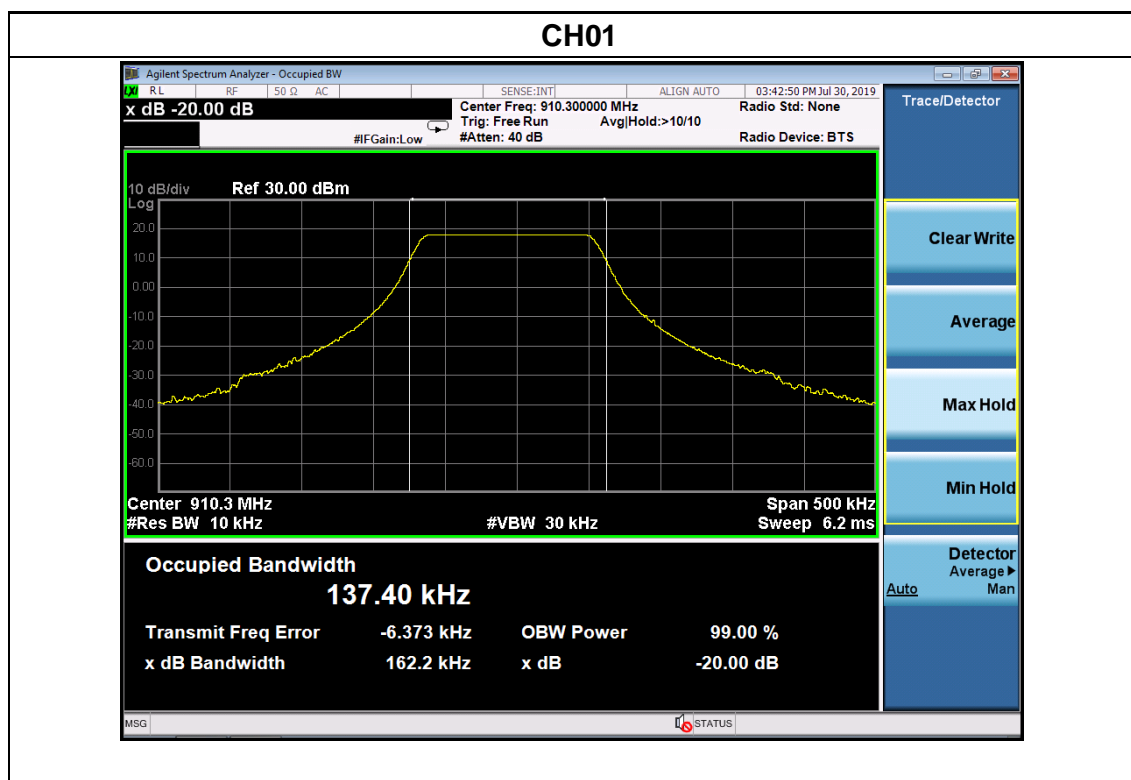 CH01
Agilent Spectrum Analyzer - Occupied BW
LXI RL RF 50 Ω AC SENSE:INT ALIGN AUTO 03:42:50 PM Jul 30, 2019
x dB -20.00 dB
Center Freq: 910.300000 MHz Radio Std: None
Trig: Free Run Avg|Hold:>10/10
#IFGain:Low #Atten: 40 dB Radio Device: BTS
Trace/Detector
10 dB/div Ref 30.00 dBm
Log
20.0
10.0
0.00
-10.0
-20.0
-30.0
-40.0
-50.0
-60.0
Center 910.3 MHz Span 500 kHz
#Res BW 10 kHz #VBW 30 kHz Sweep 6.2 ms
Clear Write
Average
Max Hold
Min Hold
Detector
Average
Auto Man
Occupied Bandwidth
137.40 kHz
Transmit Freq Error -6.373 kHz OBW Power 99.00 %
x dB Bandwidth 162.2 kHz x dB -20.00 dB
MSG STATUS